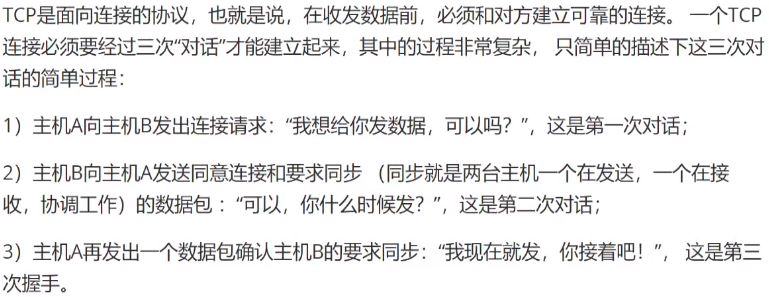 TCP是面向连接的协议，也就是说，在收发数据前，必须和对方建立可靠的连接。 一个TCP
连接必须要经过三次“对话”才能建立起来，其中的过程非常复杂， 只简单的描述下这三次对
话的简单过程：
1）主机A向主机B发出连接请求：“我想给你发数据，可以吗？”，这是第一次对话；
2）主机B向主机A发送同意连接和要求同步 （同步就是两台主机一个在发送，一个在接
收，协调工作）的数据包 ：“可以，你什么时候发？”，这是第二次对话；
3）主机A再发出一个数据包确认主机B的要求同步：“我现在就发，你接着吧！”， 这是第三
次握手。